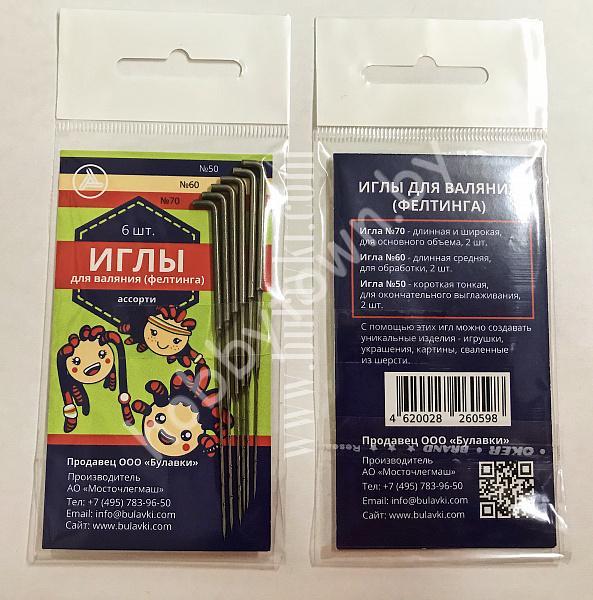 №50
№60
№70
6 шт.
ИГЛЫ
для валяния (фелтинга)
ассорти
Продавец ООО «Булавки»
Производитель
АО «Мосточлегмаш»
Тел: +7 (495) 783-96-50
Email: info@bulavki.com
Сайт: www.bulavki.com
ИГЛЫ ДЛЯ ВАЛЯНИЯ
(ФЕЛТИНГА)
Игла №70 - длинная и широкая,
для основного объема, 2 шт.
Игла №60 - длинная средняя,
для обработки, 2 шт.
Игла №50 - короткая тонкая,
для окончательного выглаживания,
2 шт.
С помощью этих игл можно создавать
уникальные изделия - игрушки,
украшения, картины, сваленные
из шерсти.
4 620028 260598
OKER BRAND
Продавец ООО «Булавки»
Производитель
АО «Мосточлегмаш»
Тел: +7 (495) 783-96-50
Email: info@bulavki.com
Сайт: www.bulavki.com
hobbytown.by